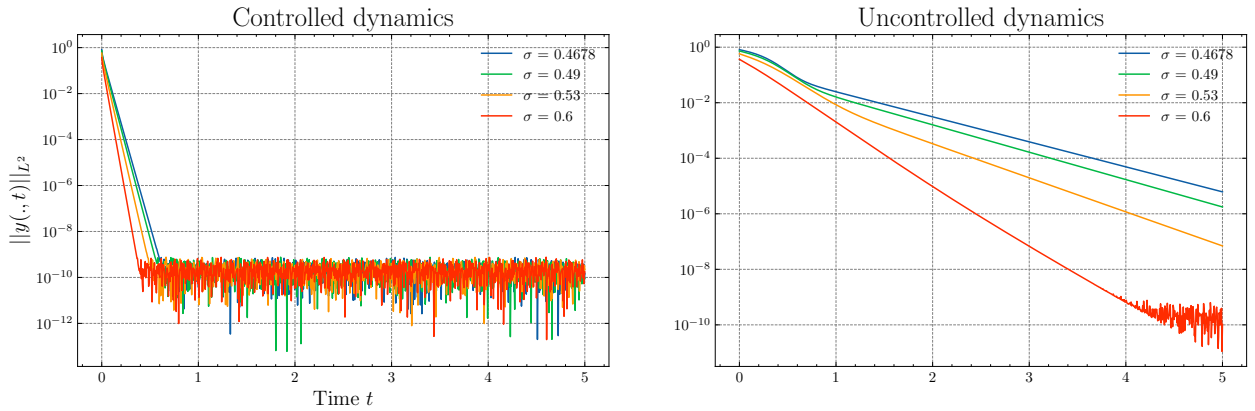 Controlled dynamics
||y(., t)||_{L^2}
10^0
10^{-2}
10^{-4}
10^{-6}
10^{-8}
10^{-10}
10^{-12}
σ = 0.4678
σ = 0.49
σ = 0.53
σ = 0.6
0 1 2 3 4 5
Time t
Uncontrolled dynamics
10^0
10^{-2}
10^{-4}
10^{-6}
10^{-8}
10^{-10}
σ = 0.4678
σ = 0.49
σ = 0.53
σ = 0.6
0 1 2 3 4 5